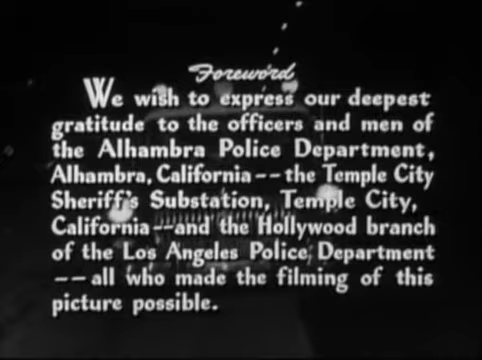 Foreword
We wish to express our deepest
gratitude to the officers and men of
the Alhambra Police Department,
Alhambra, California -- the Temple City
Sheriff's Substation, Temple City,
California -- and the Hollywood branch
of the Los Angeles Police Department
-- all who made the filming of this
picture possible.